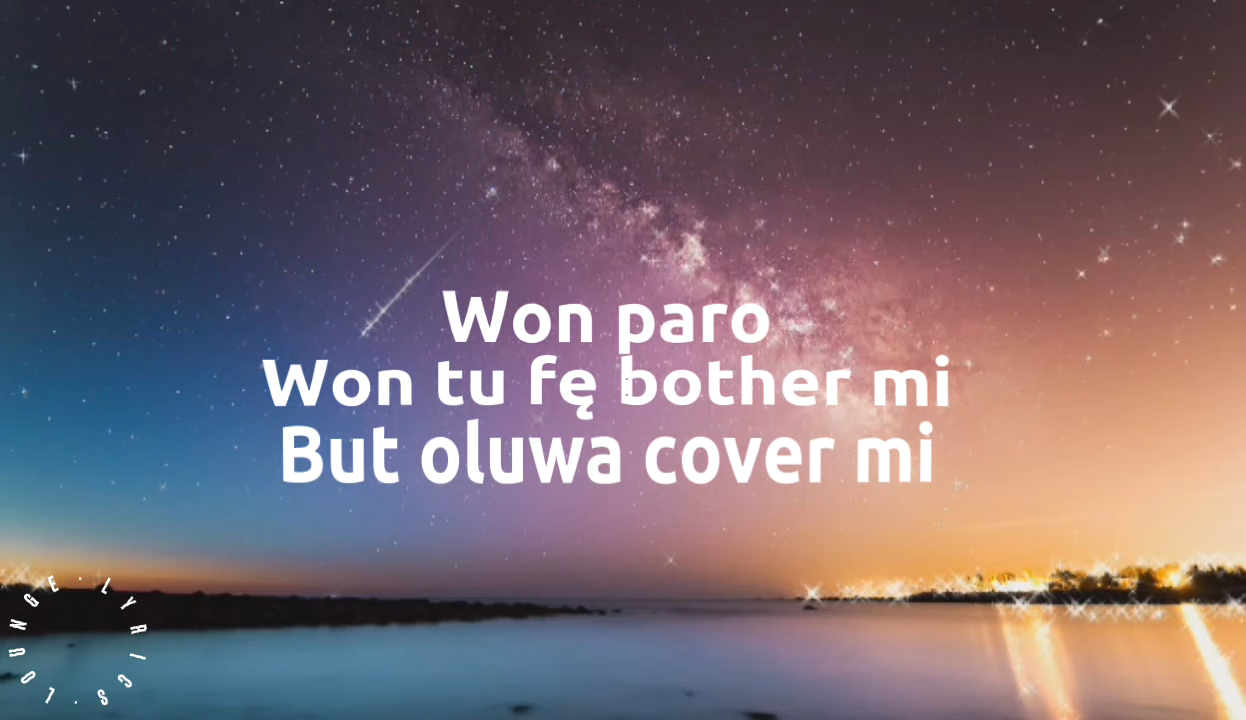 Won paro
Won tu fę bother mi
But oluwa cover mi
LYRICS · LOUNGE ·